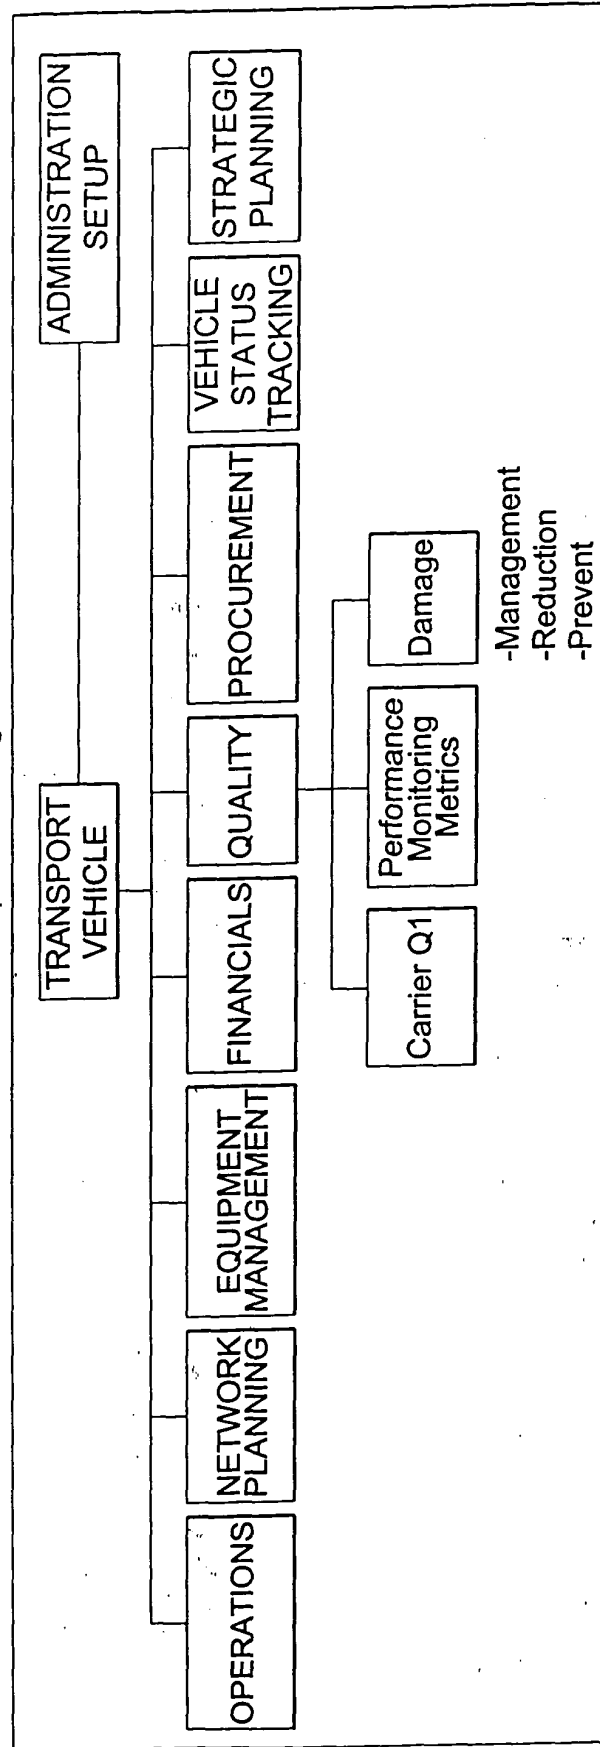 TRANSPORT
VEHICLE
ADMINISTRATION
SETUP
OPERATIONS
NETWORK
PLANNING
EQUIPMENT
MANAGEMENT
FINANCIALS
QUALITY
PROCUREMENT
VEHICLE
STATUS
TRACKING
STRATEGIC
PLANNING
Carrier Q1
Performance
Monitoring
Metrics
Damage
-Management
-Reduction
-Prevent